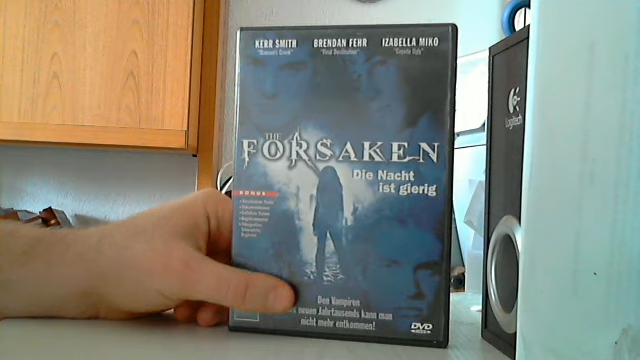 KERR SMITH BRENDAN FEHR IZABELLA MIKO
"Dawson's Creek" "Final Destination" "Coyote Ugly"
THE
FORSAKEN
Die Nacht
ist gierig
BONUS
Den Vampiren
neuen Jahrtausends kann man
nicht mehr entkommen!
DVD
Logitech